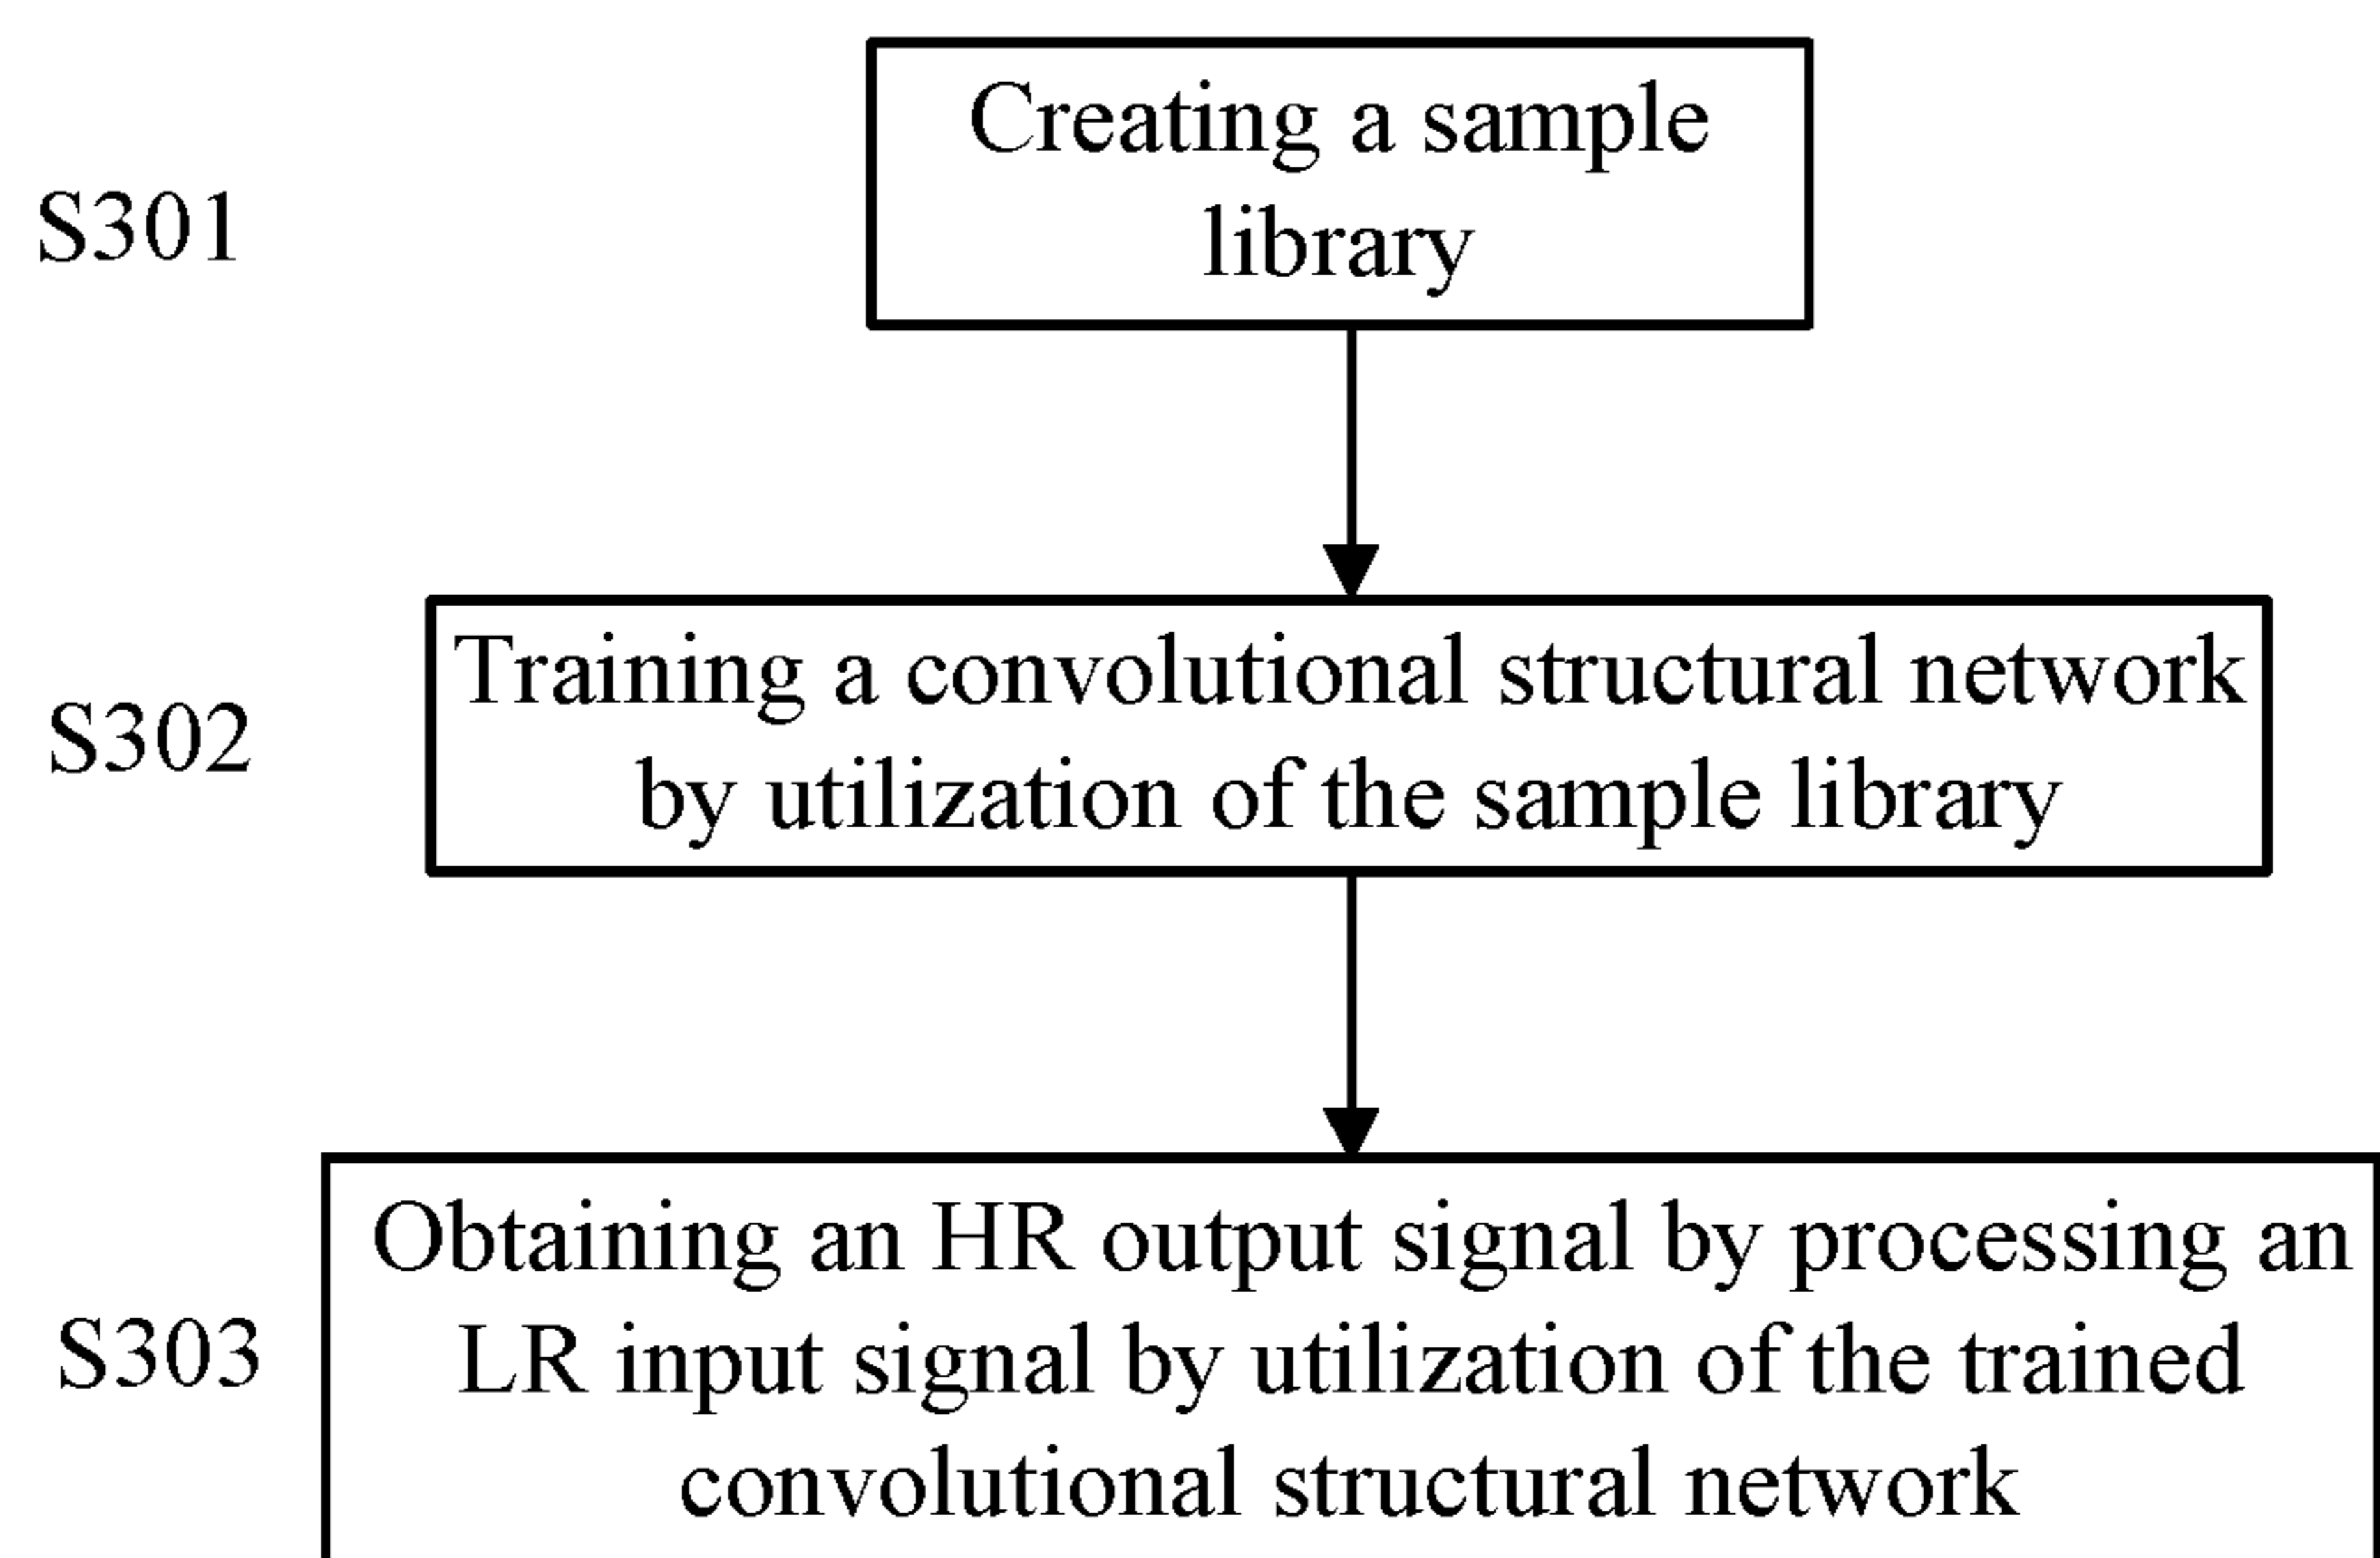 Creating a sample
library
S301
Training a convolutional structural network
by utilization of the sample library
S302
Obtaining an HR output signal by processing an
LR input signal by utilization of the trained
convolutional structural network
S303